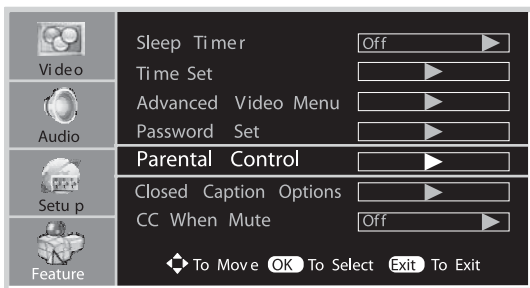 Video
Audio
Setup
Feature
Sleep Timer Off
Time Set
Advanced Video Menu
Password Set
Parental Control
Closed Caption Options
CC When Mute Off
To Move OK To Select Exit To Exit